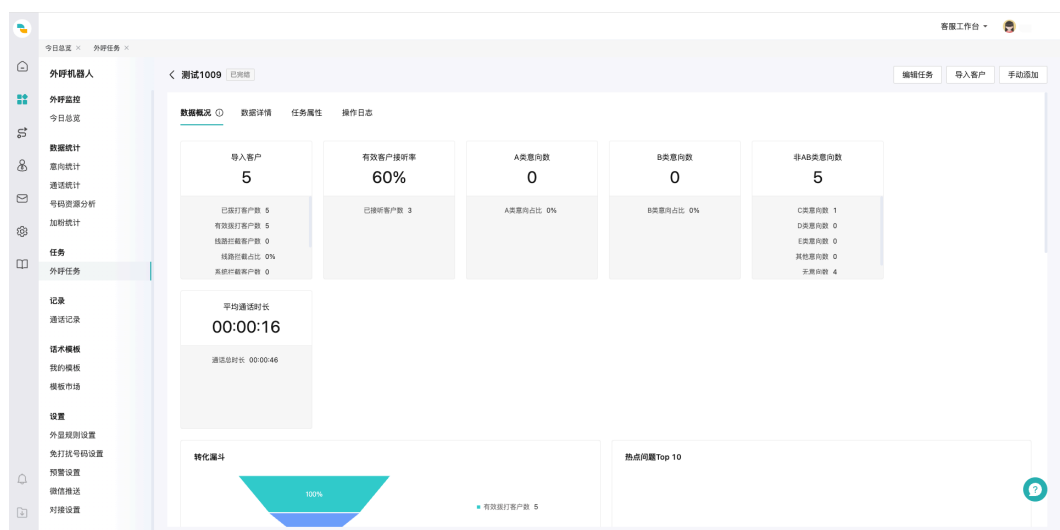 客服工作台
今日总览 × 外呼任务 ×
外呼机器人
外呼监控
今日总览
数据统计
意向统计
通话统计
号码资源分析
加粉统计
任务
外呼任务
记录
通话记录
话术模板
我的模板
模板市场
设置
外显规则设置
免打扰号码设置
预警设置
微信推送
对接设置
测试1009 已完结
编辑任务 导入客户 手动添加
数据概况 数据详情 任务属性 操作日志
导入客户
5
已拨打客户数 5
有效拨打客户数 5
线路拦截客户数 0
线路拦截占比 0%
系统拦截客户数 0
有效客户接听率
60%
已接听客户数 3
A类意向数
0
A类意向占比 0%
B类意向数
0
B类意向占比 0%
非AB类意向数
5
C类意向数 1
D类意向数 0
E类意向数 0
其他意向数 0
无意向数 4
平均通话时长
00:00:16
通话总时长 00:00:46
转化漏斗
100%
有效拨打客户数 5
热点问题Top 10
?